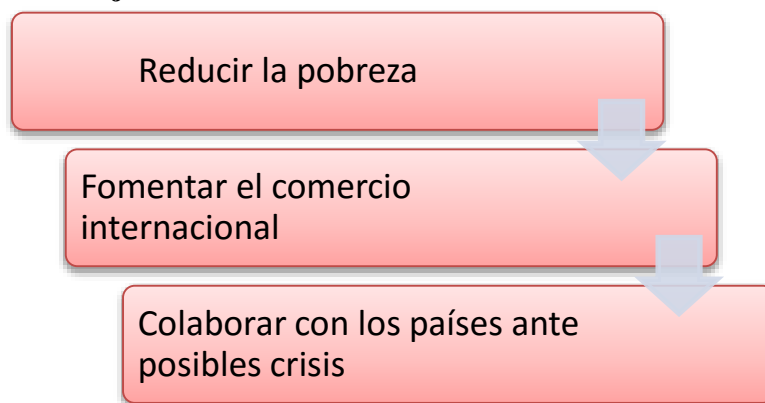 Reducir la pobreza
Fomentar el comercio
internacional
Colaborar con los países ante
posibles crisis